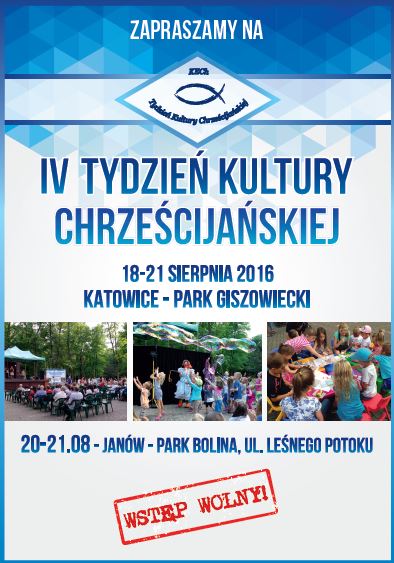 ZAPRASZAMY NA
KECh
Tydzień Kultury Chrześcijańskiej
IV TYDZIEŃ KULTURY
CHRZEŚCIJAŃSKIEJ
18-21 SIERPNIA 2016
KATOWICE - PARK GISZOWIECKI
20-21.08 - JANÓW - PARK BOLINA, UL. LEŚNEGO POTOKU
WSTĘP WOLNY!